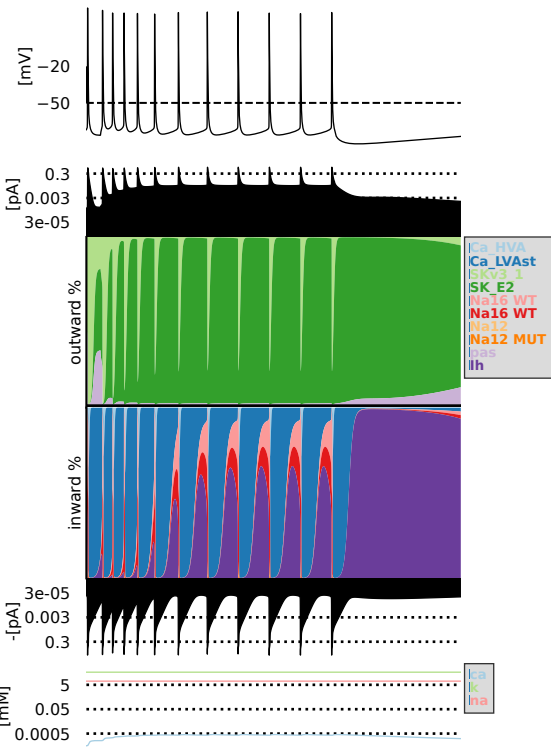 [mV]
−20
−50
[pA]
0.3
0.003
3e-05
outward %
Ca_HVA
Ca_LVAst
SKv3_1
SK_E2
Na16 WT
Na16 WT
Na12
Na12 MUT
pas
Ih
inward %
-[pA]
3e-05
0.003
0.3
[mM]
5
0.05
0.0005
ca
k
na